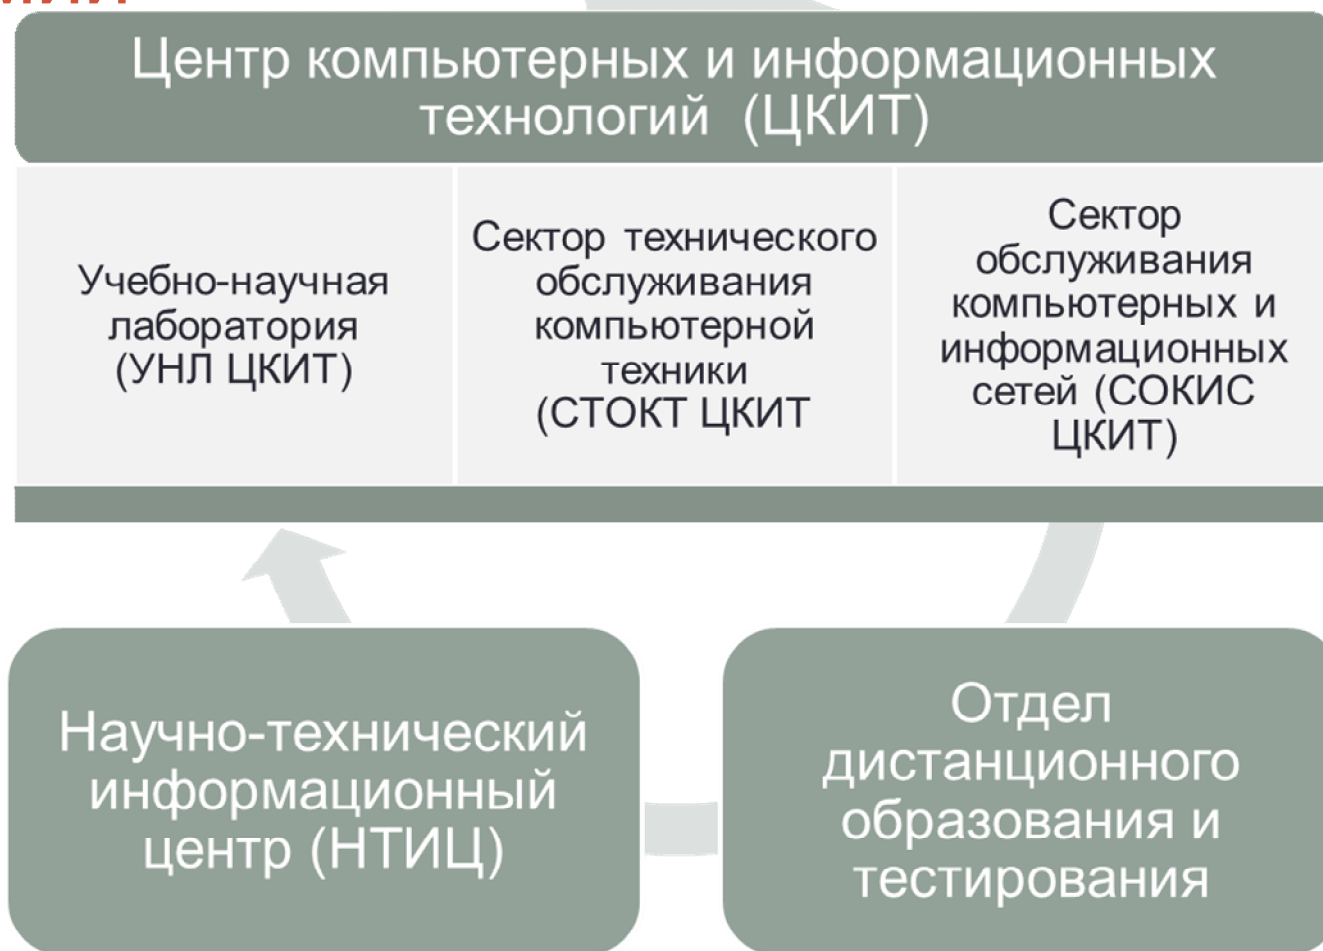 Центр компьютерных и информационных
технологий (ЦКИТ)
Учебно-научная
лаборатория
(УНЛ ЦКИТ)
Сектор технического
обслуживания
компьютерной
техники
(СТОКТ ЦКИТ
Сектор
обслуживания
компьютерных и
информационных
сетей (СОКИС
ЦКИТ)
Научно-технический
информационный
центр (НТИЦ)
Отдел
дистанционного
образования и
тестирования